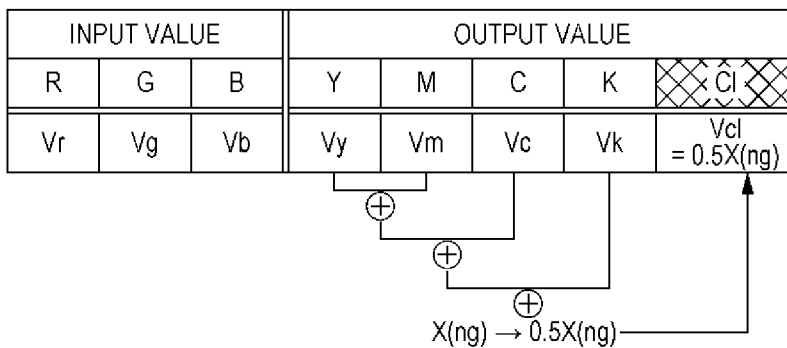 INPUT VALUE OUTPUT VALUE
R G B Y M C K Cl
Vr Vg Vb Vy Vm Vc Vk Vcl
= 0.5X(ng)
X(ng) → 0.5X(ng)